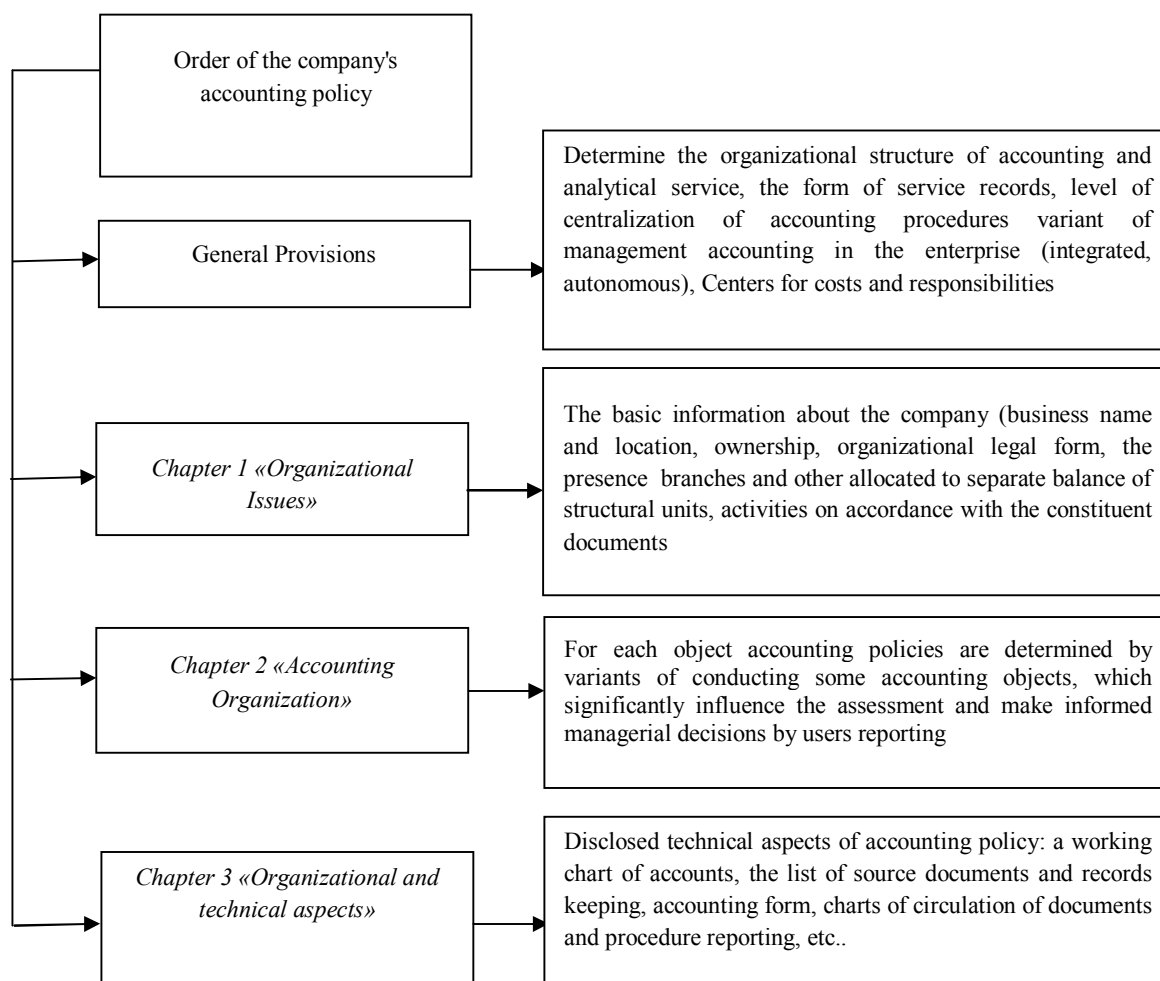 Order of the company's
accounting policy
General Provisions
Determine the organizational structure of accounting and
analytical service, the form of service records, level of
centralization of accounting procedures variant of
management accounting in the enterprise (integrated,
autonomous), Centers for costs and responsibilities
Chapter 1 «Organizational
Issues»
The basic information about the company (business name
and location, ownership, organizational legal form, the
presence branches and other allocated to separate balance of
structural units, activities on accordance with the constituent
documents
Chapter 2 «Accounting
Organization»
For each object accounting policies are determined by
variants of conducting some accounting objects, which
significantly influence the assessment and make informed
managerial decisions by users reporting
Chapter 3 «Organizational and
technical aspects»
Disclosed technical aspects of accounting policy: a working
chart of accounts, the list of source documents and records
keeping, accounting form, charts of circulation of documents
and procedure reporting, etc..